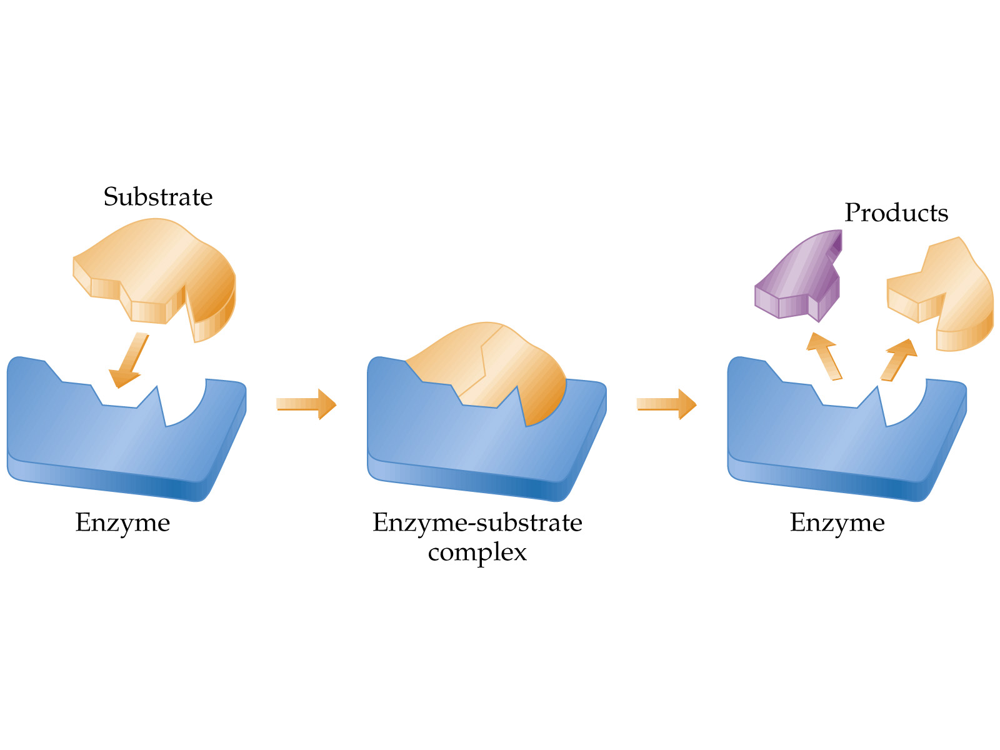 Substrate
Products
Enzyme
Enzyme-substrate
complex
Enzyme